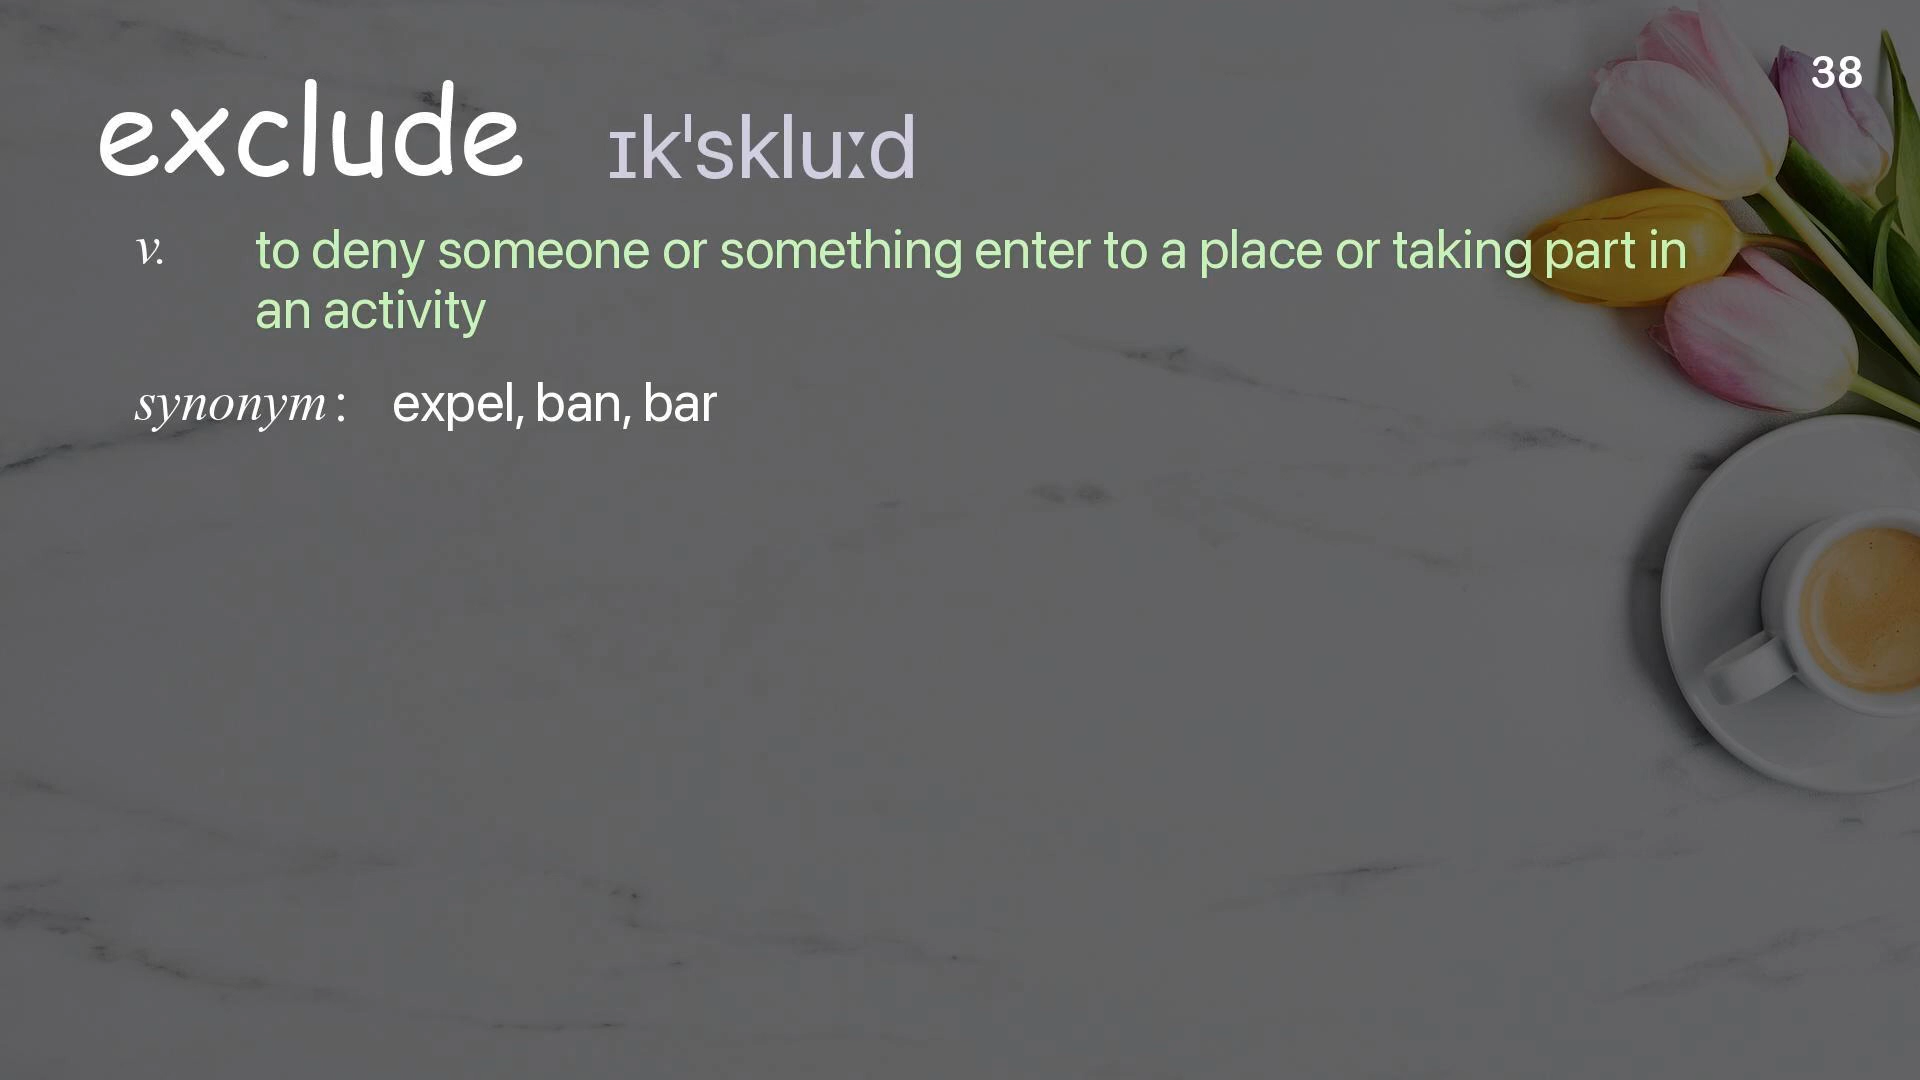 38
exclude ɪkˈskluːd
v. to deny someone or something enter to a place or taking part in
an activity
synonym: expel, ban, bar